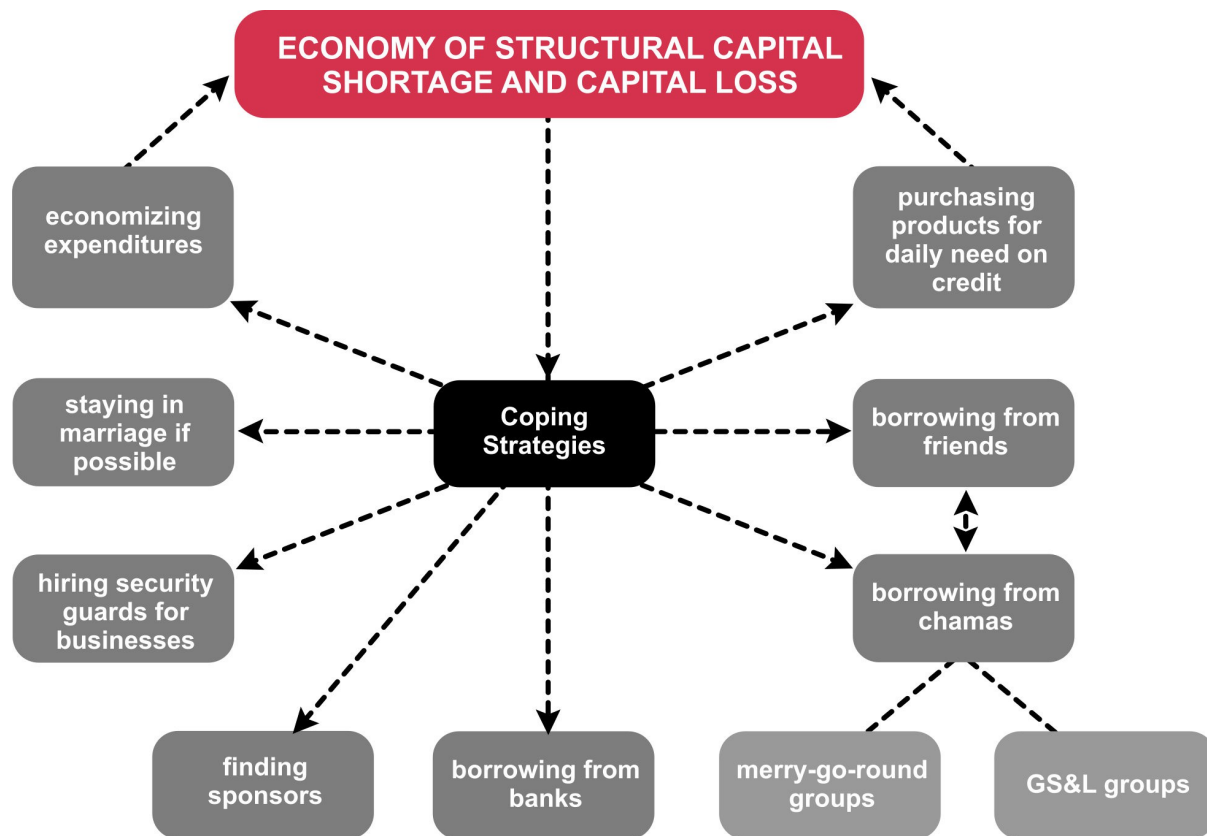 ECONOMY OF STRUCTURAL CAPITAL
SHORTAGE AND CAPITAL LOSS
economizing
expenditures
purchasing
products for
daily need on
credit
staying in
marriage if
possible
Coping
Strategies
borrowing from
friends
hiring security
guards for
businesses
borrowing from
chamas
finding
sponsors
borrowing from
banks
merry-go-round
groups
GS&L groups